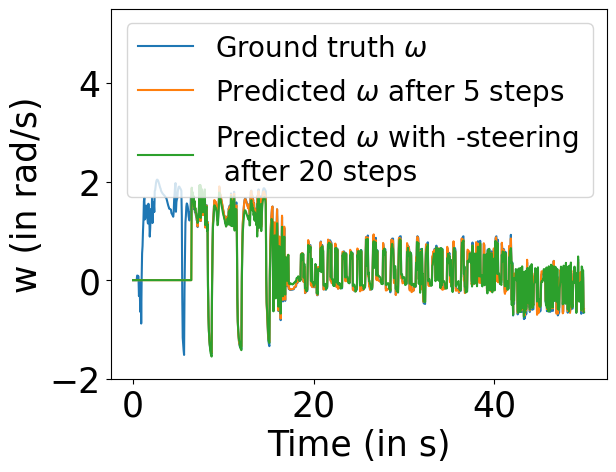 Ground truth ω
Predicted ω after 5 steps
Predicted ω with -steering
after 20 steps
w (in rad/s)
4
2
0
−2
0
20
40
Time (in s)